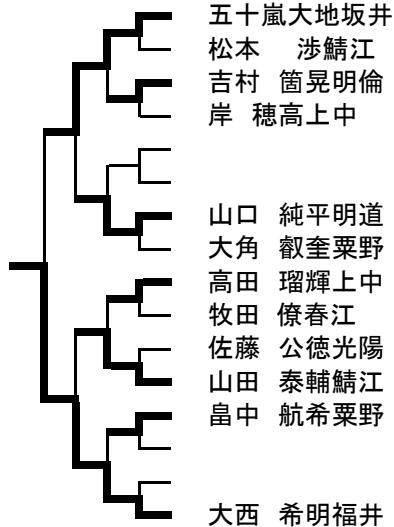 五十嵐大地坂井
松本　渉鯖江
吉村　箇晃明倫
岸　穂高上中
山口　純平明道
大角　叡奎粟野
高田　瑠輝上中
牧田　僚春江
佐藤　公徳光陽
山田　泰輔鯖江
畠中　航希粟野
大西　希明福井